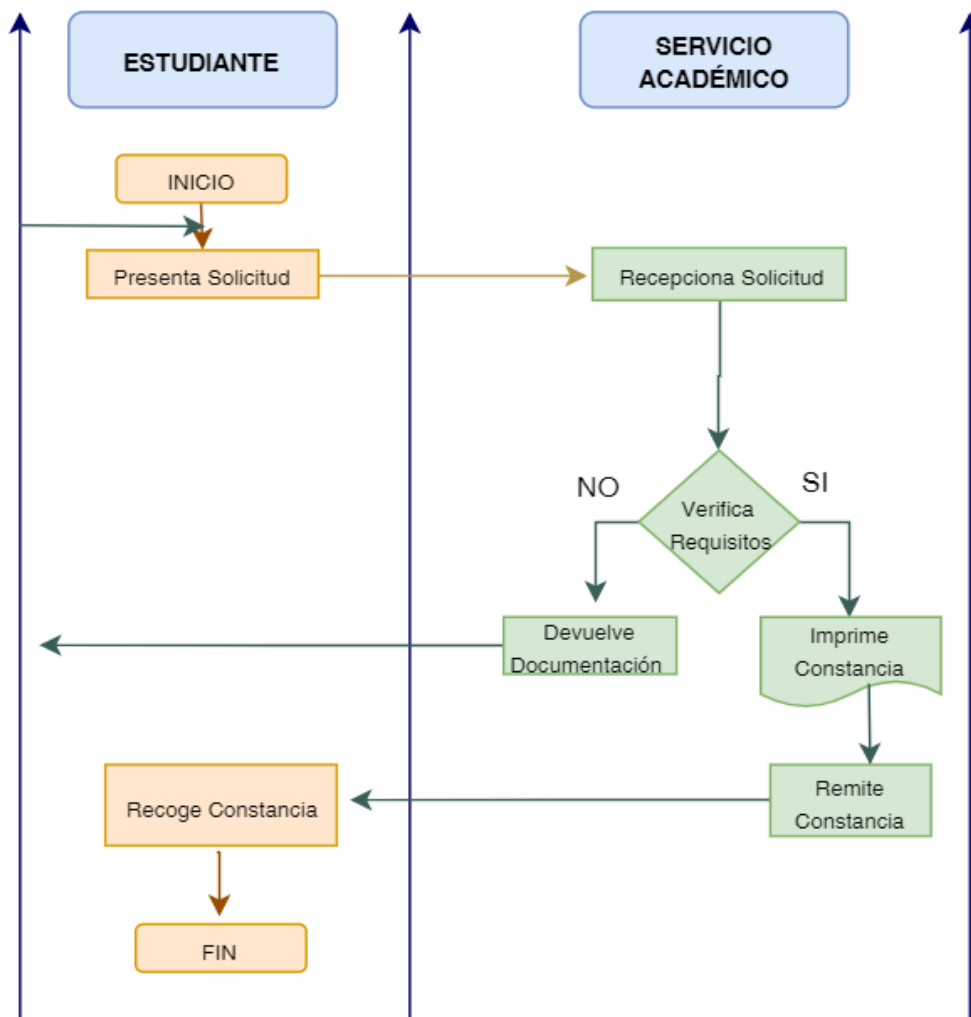 ESTUDIANTE
SERVICIO
ACADÉMICO
INICIO
Presenta Solicitud
Recepciona Solicitud
NO
SI
Verifica
Requisitos
Devuelve
Documentación
Imprime
Constancia
Recoge Constancia
Remite
Constancia
FIN